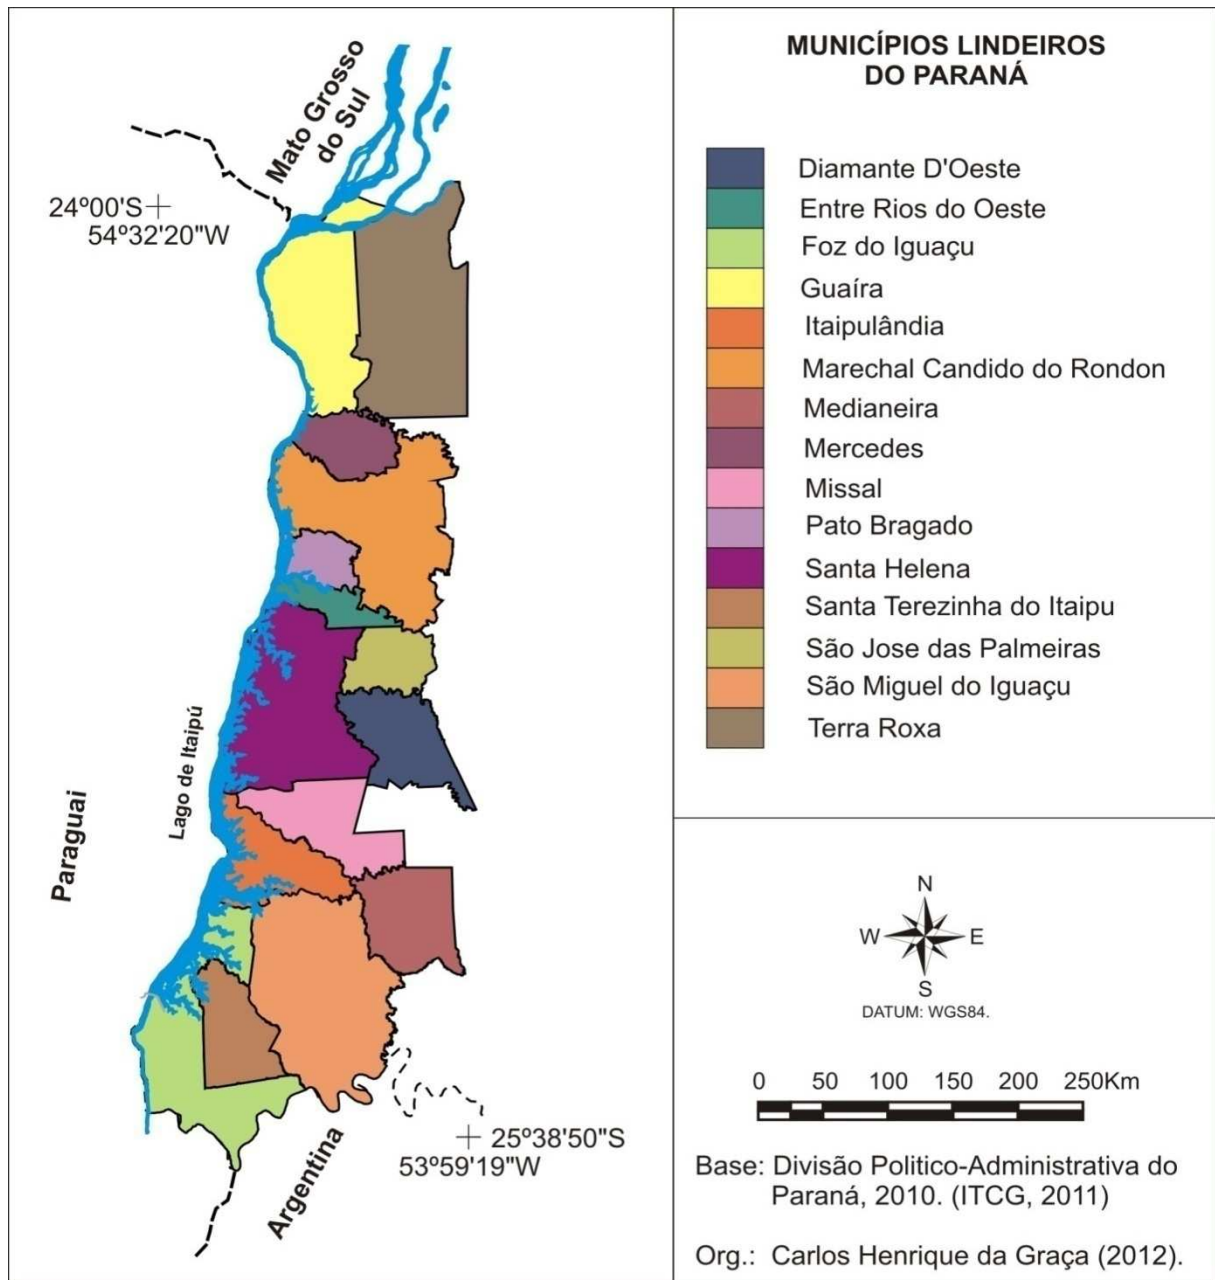 Mato Grosso
do Sul
24º00'S
54º32'20"W
Lago de Itaipú
Paraguai
Argentina
25º38'50"S
53º59'19"W
MUNICÍPIOS LINDEIROS
DO PARANÁ
Diamante D'Oeste
Entre Rios do Oeste
Foz do Iguaçu
Guaíra
Itaipulândia
Marechal Candido do Rondon
Medianeira
Mercedes
Missal
Pato Bragado
Santa Helena
Santa Terezinha do Itaipu
São Jose das Palmeiras
São Miguel do Iguaçu
Terra Roxa
N
W E
S
DATUM: WGS84.
0 50 100 150 200 250Km
Base: Divisão Politico-Administrativa do
Paraná, 2010. (ITCG, 2011)
Org.: Carlos Henrique da Graça (2012).